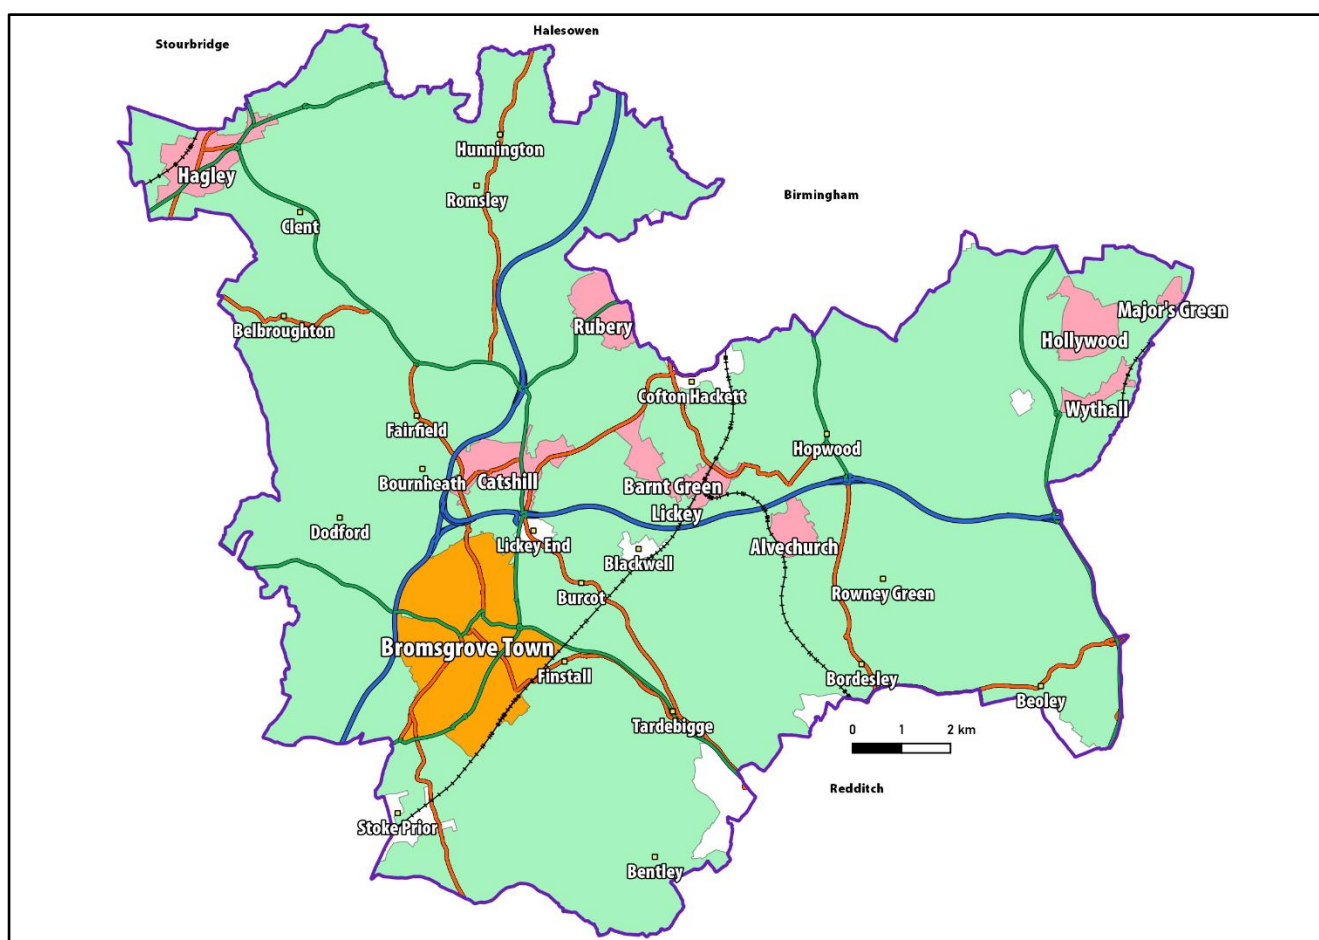 Halesowen
Stourbridge
Hunnington
Hagley
Romsley
Birmingham
Clent
Major's Green
Rubery
Belbroughton
Hollywood
Cofton Hackett
Wythall
Fairfield
Hopwood
Catshill
Bournheath
Barnt Green
Lickey
Dodford
Lickey End
Alvechurch
Blackwell
Rowney Green
Burcot
Bromsgrove Town
Finstall
Bordesley
Beoley
Tardebigge
0 1 2 km
Redditch
Stoke Prior
Bentley